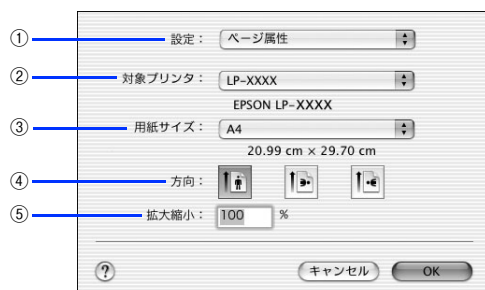 ① 設定： ページ属性
② 対象プリンタ： LP-XXXX
EPSON LP-XXXX
③ 用紙サイズ： A4
20.99 cm × 29.70 cm
④ 方向：
⑤ 拡大縮小： 100 %
? キャンセル OK